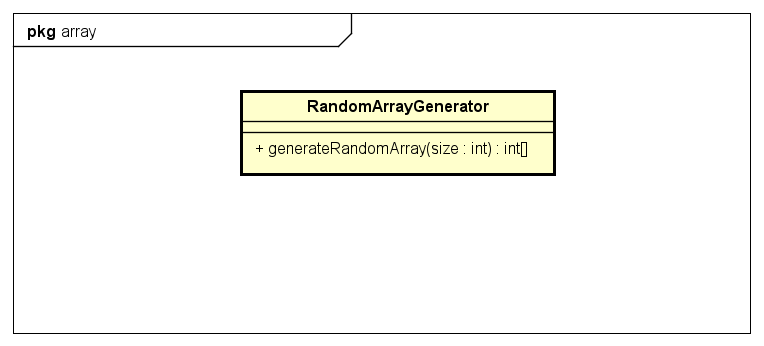 pkg array
RandomArrayGenerator
+ generateRandomArray(size : int) : int[]